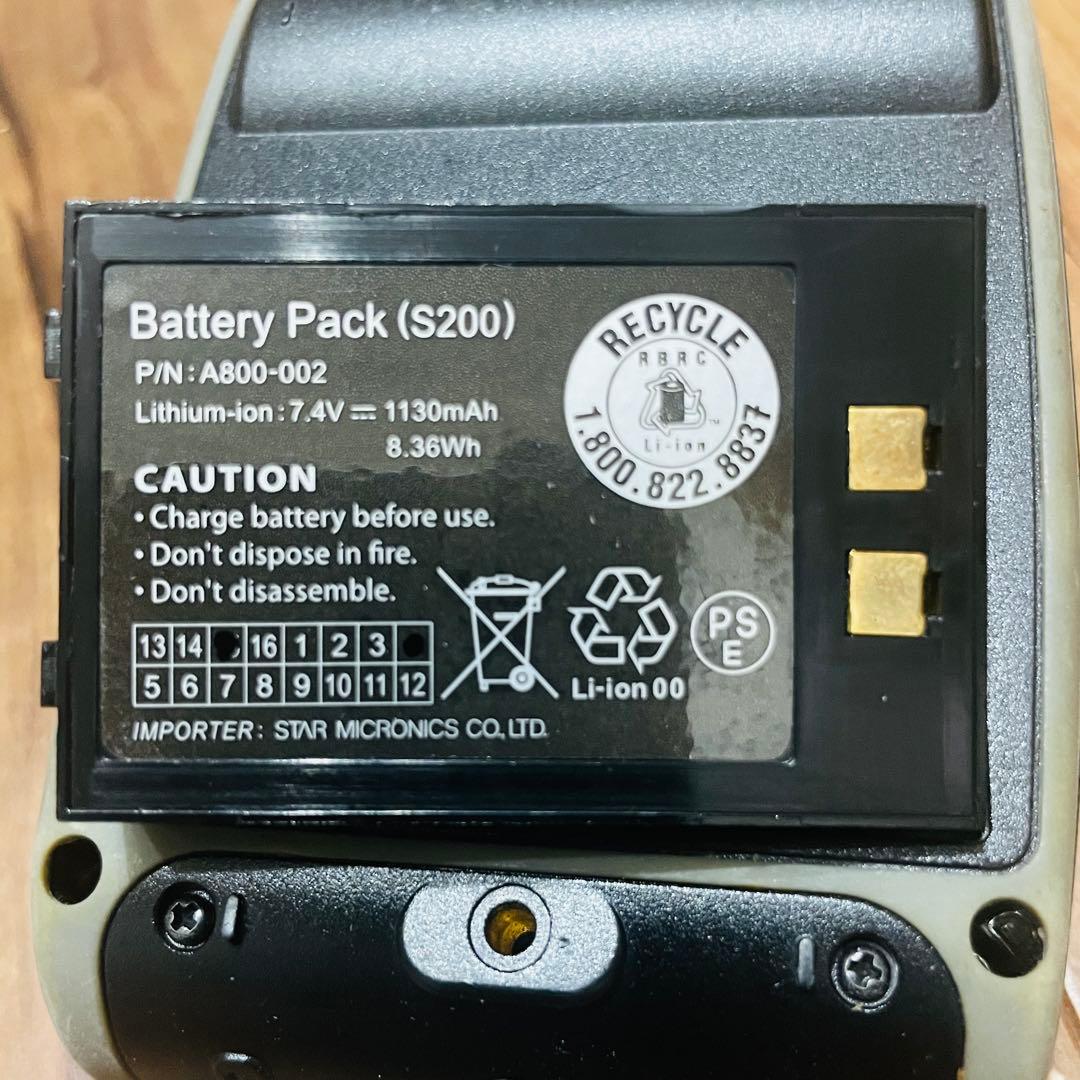 Battery Pack (S200)
P/N : A800-002
Lithium-ion : 7.4V ⎓ 1130mAh
8.36Wh
CAUTION
• Charge battery before use.
• Don't dispose in fire.
• Don't disassemble.
13 14 16 1 2 3
5 6 7 8 9 10 11 12
IMPORTER: STAR MICRONICS CO., LTD.
RECYCLE
RBRC
Li-ion
TM
1.800.822.8837
Li-ion 00
PS
E